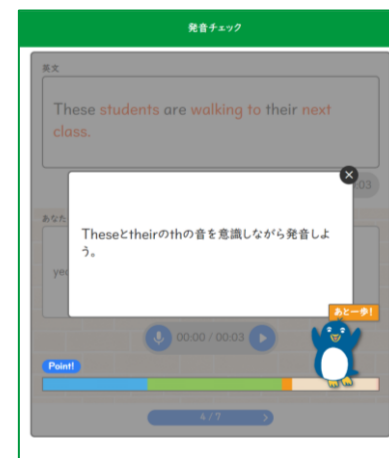 発音チェック
英文
These students are walking to their next
class.
:03
あなた
Theseとtheirのthの音を意識しながら発音しよ
う。
00:00 / 00:03
あと一歩!
Point!
6/7